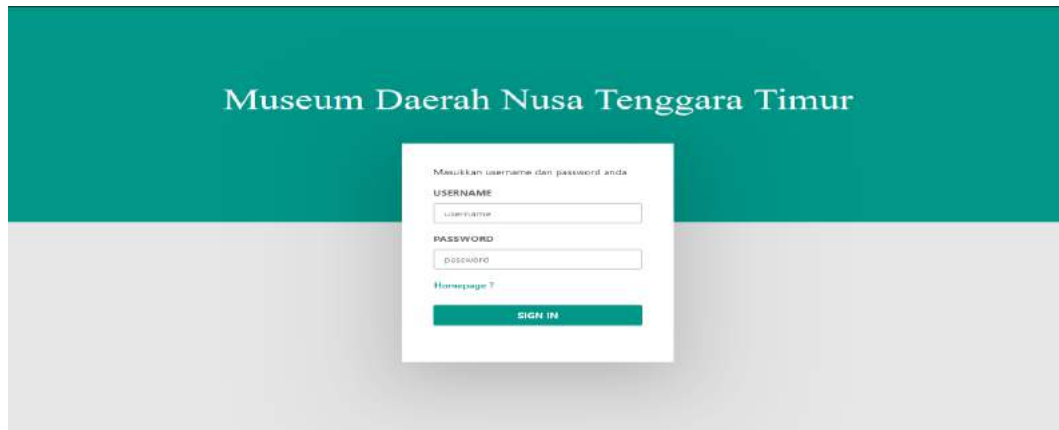 Museum Daerah Nusa Tenggara Timur
Masukkan username dan password anda
USERNAME
username
PASSWORD
password
Homepage ?
SIGN IN